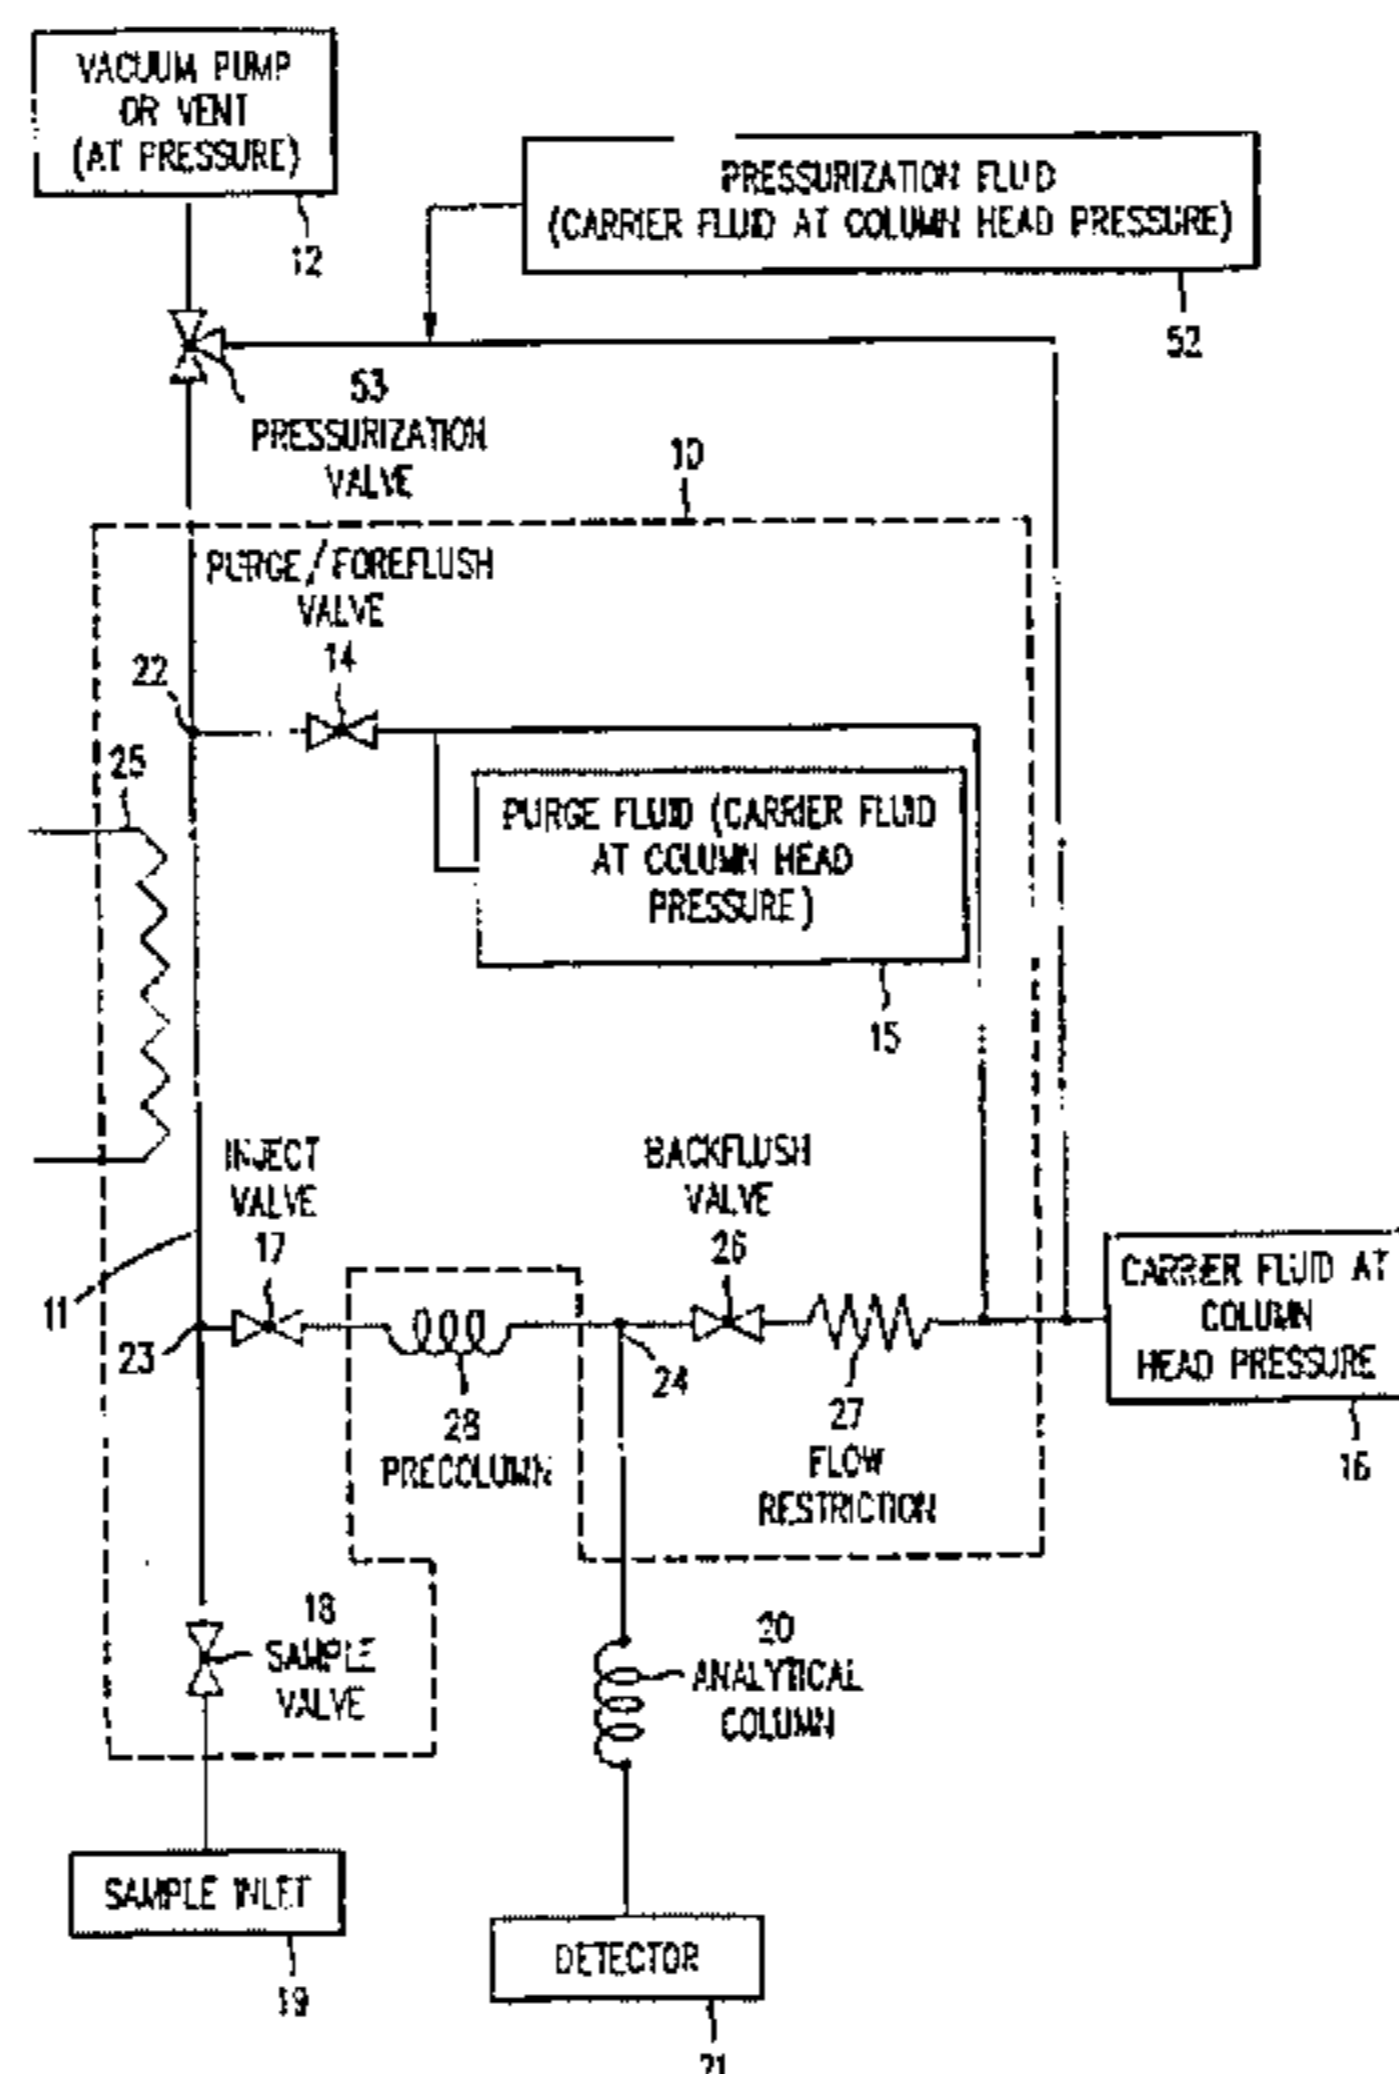 VACUUM PUMP
OR VENT
(AT PRESSURE)
12
PRESSURIZATION FLUID
(CARRIER FLUID AT COLUMN HEAD PRESSURE)
52
53
PRESSURIZATION
VALVE
10
PURGE/FOREFLUSH
VALVE
14
22
25
PURGE FLUID (CARRIER FLUID
AT COLUMN HEAD
PRESSURE)
15
INJECT
VALVE
17
BACKFLUSH
VALVE
26
11
23
24
28
PRECOLUMN
27
FLOW
RESTRICTION
CARRIER FLUID AT
COLUMN
HEAD PRESSURE
16
18
SAMPLE
VALVE
20
ANALYTICAL
COLUMN
SAMPLE INLET
19
DETECTOR
21